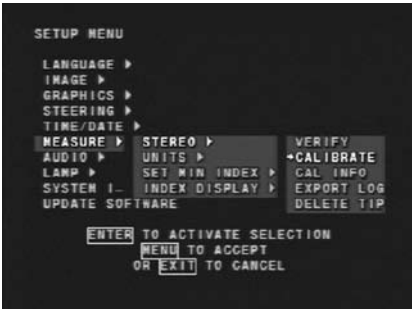 SETUP MENU
LANGUAGE ▶
IMAGE ▶
GRAPHICS ▶
STEERING ▶
TIME/DATE ▶
MEASURE ▶ STEREO ▶ VERIFY
AUDIO ▶ UNITS ▶ →CALIBRATE
LAMP ▶ SET MIN INDEX ▶ CAL INFO
SYSTEM I… INDEX DISPLAY ▶ EXPORT LOG
UPDATE SOFTWARE DELETE TIP
ENTER TO ACTIVATE SELECTION
MENU TO ACCEPT
OR EXIT TO CANCEL